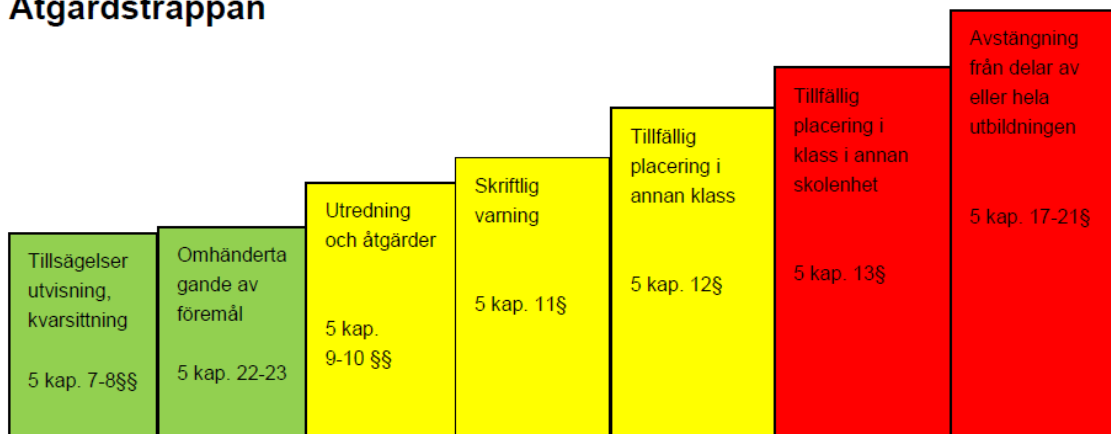 Åtgärdstrappan
Tillsägelser
utvisning,
kvarsittning
5 kap. 7-8§§
Omhänderta
gande av
föremål
5 kap. 22-23
Utredning
och åtgärder
5 kap.
9-10 §§
Skriftlig
varning
5 kap. 11§
Tillfällig
placering i
annan klass
5 kap. 12§
Tillfällig
placering i
klass i annan
skolenhet
5 kap. 13§
Avstängning
från delar av
eller hela
utbildningen
5 kap. 17-21§